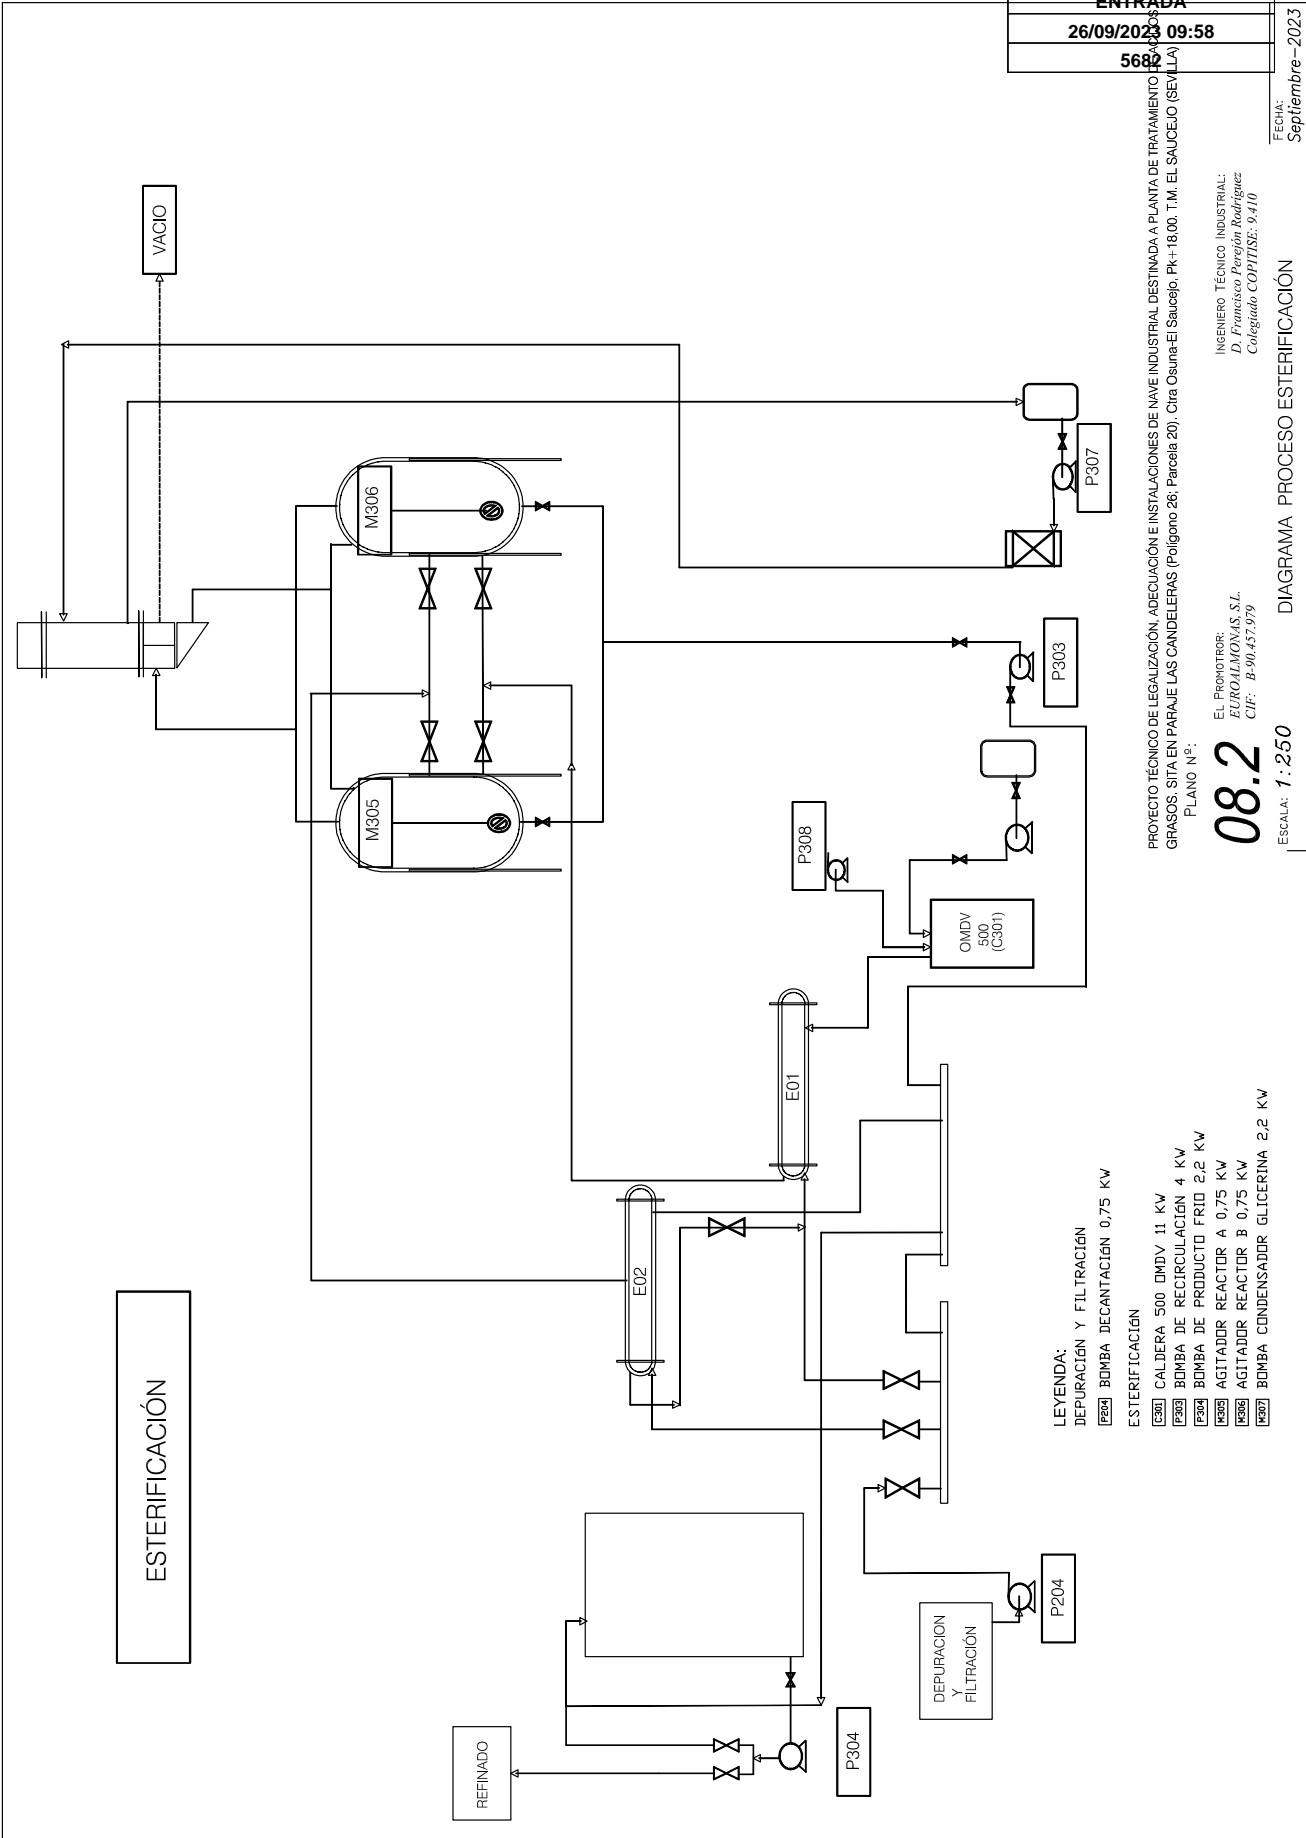 ENTRADA
26/09/2023 09:58
5682
ESTERIFICACIÓN
VACIO
M305
M306
E02
E01
P308
OMDV
500
(C301)
P303
P307
REFINADO
P304
DEPURACION
Y
FILTRACIÓN
P204
LEYENDA:
DEPURACIóN Y FILTRACIóN
P204 BOMBA DECANTACIóN 0,75 KW
ESTERIFICACIóN
C301 CALDERA 500 OMDV 11 KW
P303 BOMBA DE RECIRCULACIóN 4 KW
P304 BOMBA DE PRODUCTO FRIO 2,2 KW
M305 AGITADOR REACTOR A 0,75 KW
M306 AGITADOR REACTOR B 0,75 KW
M307 BOMBA CONDENSADOR GLICERINA 2,2 KW
PROYECTO TÉCNICO DE LEGALIZACIÓN, ADECUACIÓN E INSTALACIONES DE NAVE INDUSTRIAL DESTINADA A PLANTA DE TRATAMIENTO DE ACIDOS
GRASOS. SITA EN PARAJE LAS CANDELERAS (Polígono 26; Parcela 20). Ctra Osuna-El Saucejo, Pk+18,00. T.M. EL SAUCEJO (SEVILLA)
PLANO Nº:
08.2
EL PROMOTROR:
EUROALMONAS, S.L.
CIF: B-90.457.979
INGENIERO TÉCNICO INDUSTRIAL:
D. Francisco Perejón Rodríguez
Colegiado COPITISE: 9.410
ESCALA: 1:250
DIAGRAMA PROCESO ESTERIFICACIÓN
FECHA:
Septiembre-2023